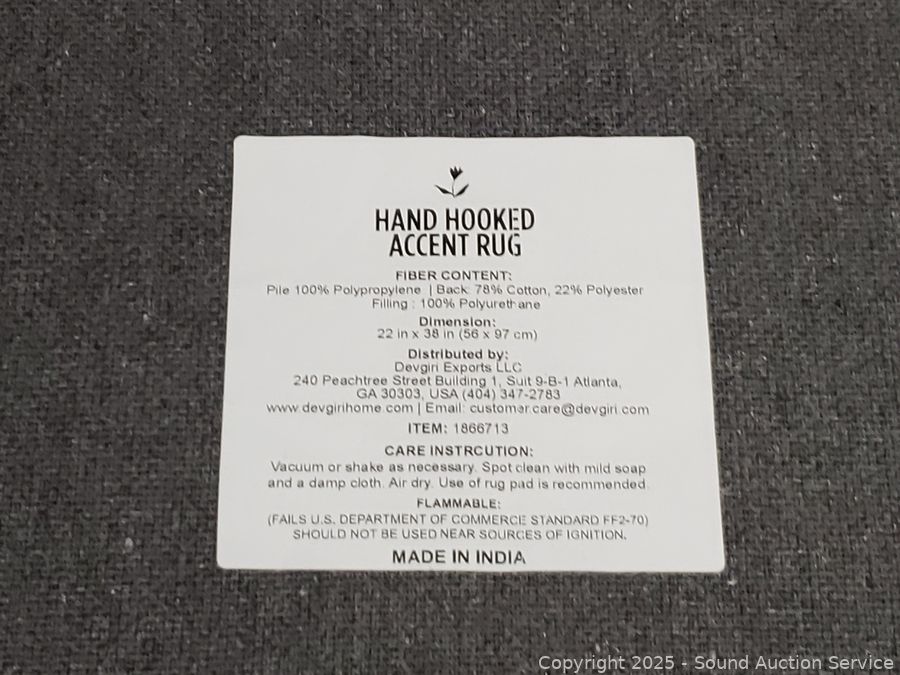 HAND HOOKED
ACCENT RUG
FIBER CONTENT:
Pile 100% Polypropylene | Back: 78% Cotton, 22% Polyester
Filling : 100% Polyurethane
Dimension:
22 in x 38 in (56 x 97 cm)
Distributed by:
Devgiri Exports LLC
240 Peachtree Street Building 1, Suit 9-B-1 Atlanta,
GA 30303, USA (404) 347-2783
www.devgirihome.com | Email: customer.care@devgiri.com
ITEM: 1866713
CARE INSTRCUTION:
Vacuum or shake as necessary. Spot clean with mild soap
and a damp cloth. Air dry. Use of rug pad is recommended.
FLAMMABLE:
(FAILS U.S. DEPARTMENT OF COMMERCE STANDARD FF2-70)
SHOULD NOT BE USED NEAR SOURCES OF IGNITION.
MADE IN INDIA
Copyright 2025 - Sound Auction Service